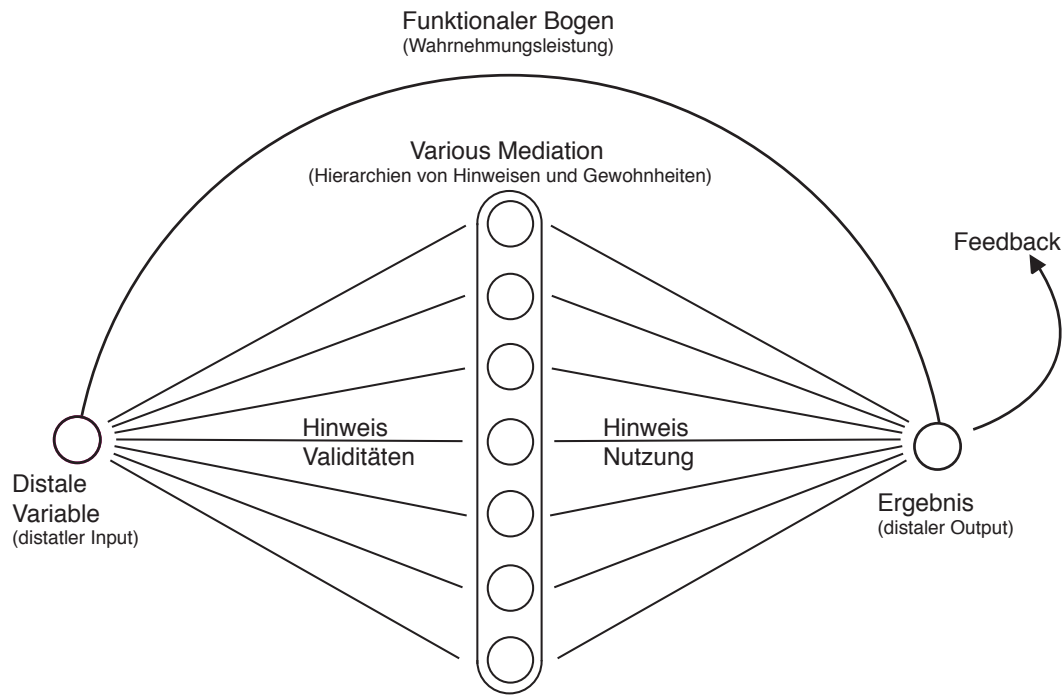 Funktionaler Bogen
(Wahrnehmungsleistung)
Various Mediation
(Hierarchien von Hinweisen und Gewohnheiten)
Feedback
Hinweis
Validitäten
Hinweis
Nutzung
Distale
Variable
(distatler Input)
Ergebnis
(distaler Output)